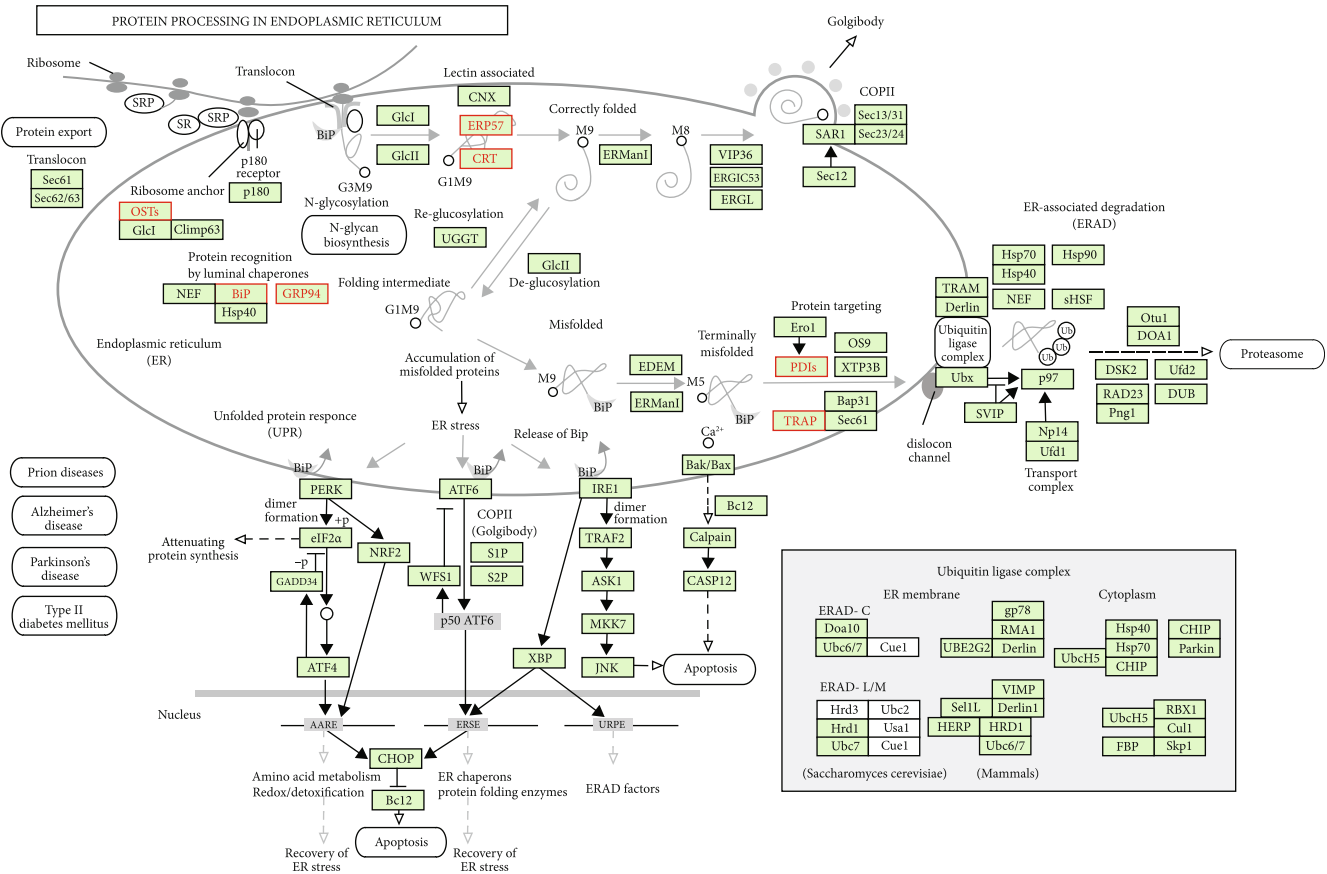 PROTEIN PROCESSING IN ENDOPLASMIC RETICULUM
Golgibody
Ribosome
Translocon
Lectin associated
SRP
SR
SRP
Protein export
Translocon
Sec61
Sec62/63
p180
receptor
Ribosome anchor
p180
OSTs
GlcI
Climp63
BiP
GlcI
GlcII
G3M9
N-glycosylation
N-glycan
biosynthesis
CNX
ERP57
CRT
G1M9
Correctly folded
M9
ERManI
M8
VIP36
ERGIC53
ERGL
COPII
Sec13/31
SAR1
Sec23/24
Sec12
Re-glucosylation
UGGT
GlcII
De-glucosylation
Protein recognition
by luminal chaperones
NEF
BiP
GRP94
Hsp40
Folding intermediate
G1M9
Endoplasmic reticulum
(ER)
Misfolded
Accumulation of
misfolded proteins
ER stress
M9
BiP
EDEM
ERManI
Terminally
misfolded
M5
BiP
Protein targeting
Ero1
PDIs
OS9
XTP3B
Bap31
TRAP
Sec61
ER-associated degradation
(ERAD)
Hsp70
Hsp90
Hsp40
NEF
sHSF
TRAM
Derlin
Ubiquitin
ligase
complex
Ubx
Ub
Ub
Ub
p97
SVIP
Np14
Ufd1
Transport
complex
dislocon
channel
Otu1
DOA1
DSK2
Ufd2
RAD23
DUB
Png1
Proteasome
Unfolded protein responce
(UPR)
Release of Bip
Ca²⁺
Bak/Bax
BiP
BiP
BiP
PERK
ATF6
IRE1
Prion diseases
Alzheimer's
disease
Parkinson's
disease
Type II
diabetes mellitus
dimer
formation
+p
eIF2α
Attenuating
protein synthesis
NRF2
–p
GADD34
ATF4
COPII
(Golgibody)
S1P
S2P
WFS1
p50 ATF6
dimer
formation
TRAF2
ASK1
MKK7
JNK
XBP
Bc12
Calpain
CASP12
Apoptosis
Nucleus
AARE
ERSE
URPE
CHOP
Amino acid metabolism
Redox/detoxification
ER chaperons
protein folding enzymes
ERAD factors
Bc12
Apoptosis
Recovery of
ER stress
Recovery of
ER stress
Ubiquitin ligase complex
ER membrane
Cytoplasm
ERAD- C
Doa10
Ubc6/7
Cue1
gp78
RMA1
UBE2G2
Derlin
Hsp40
Hsp70
UbcH5
CHIP
CHIP
Parkin
ERAD- L/M
Hrd3
Ubc2
Hrd1
Usa1
Ubc7
Cue1
VIMP
Sel1L
Derlin1
HERP
HRD1
Ubc6/7
RBX1
UbcH5
Cul1
FBP
Skp1
(Saccharomyces cerevisiae)
(Mammals)